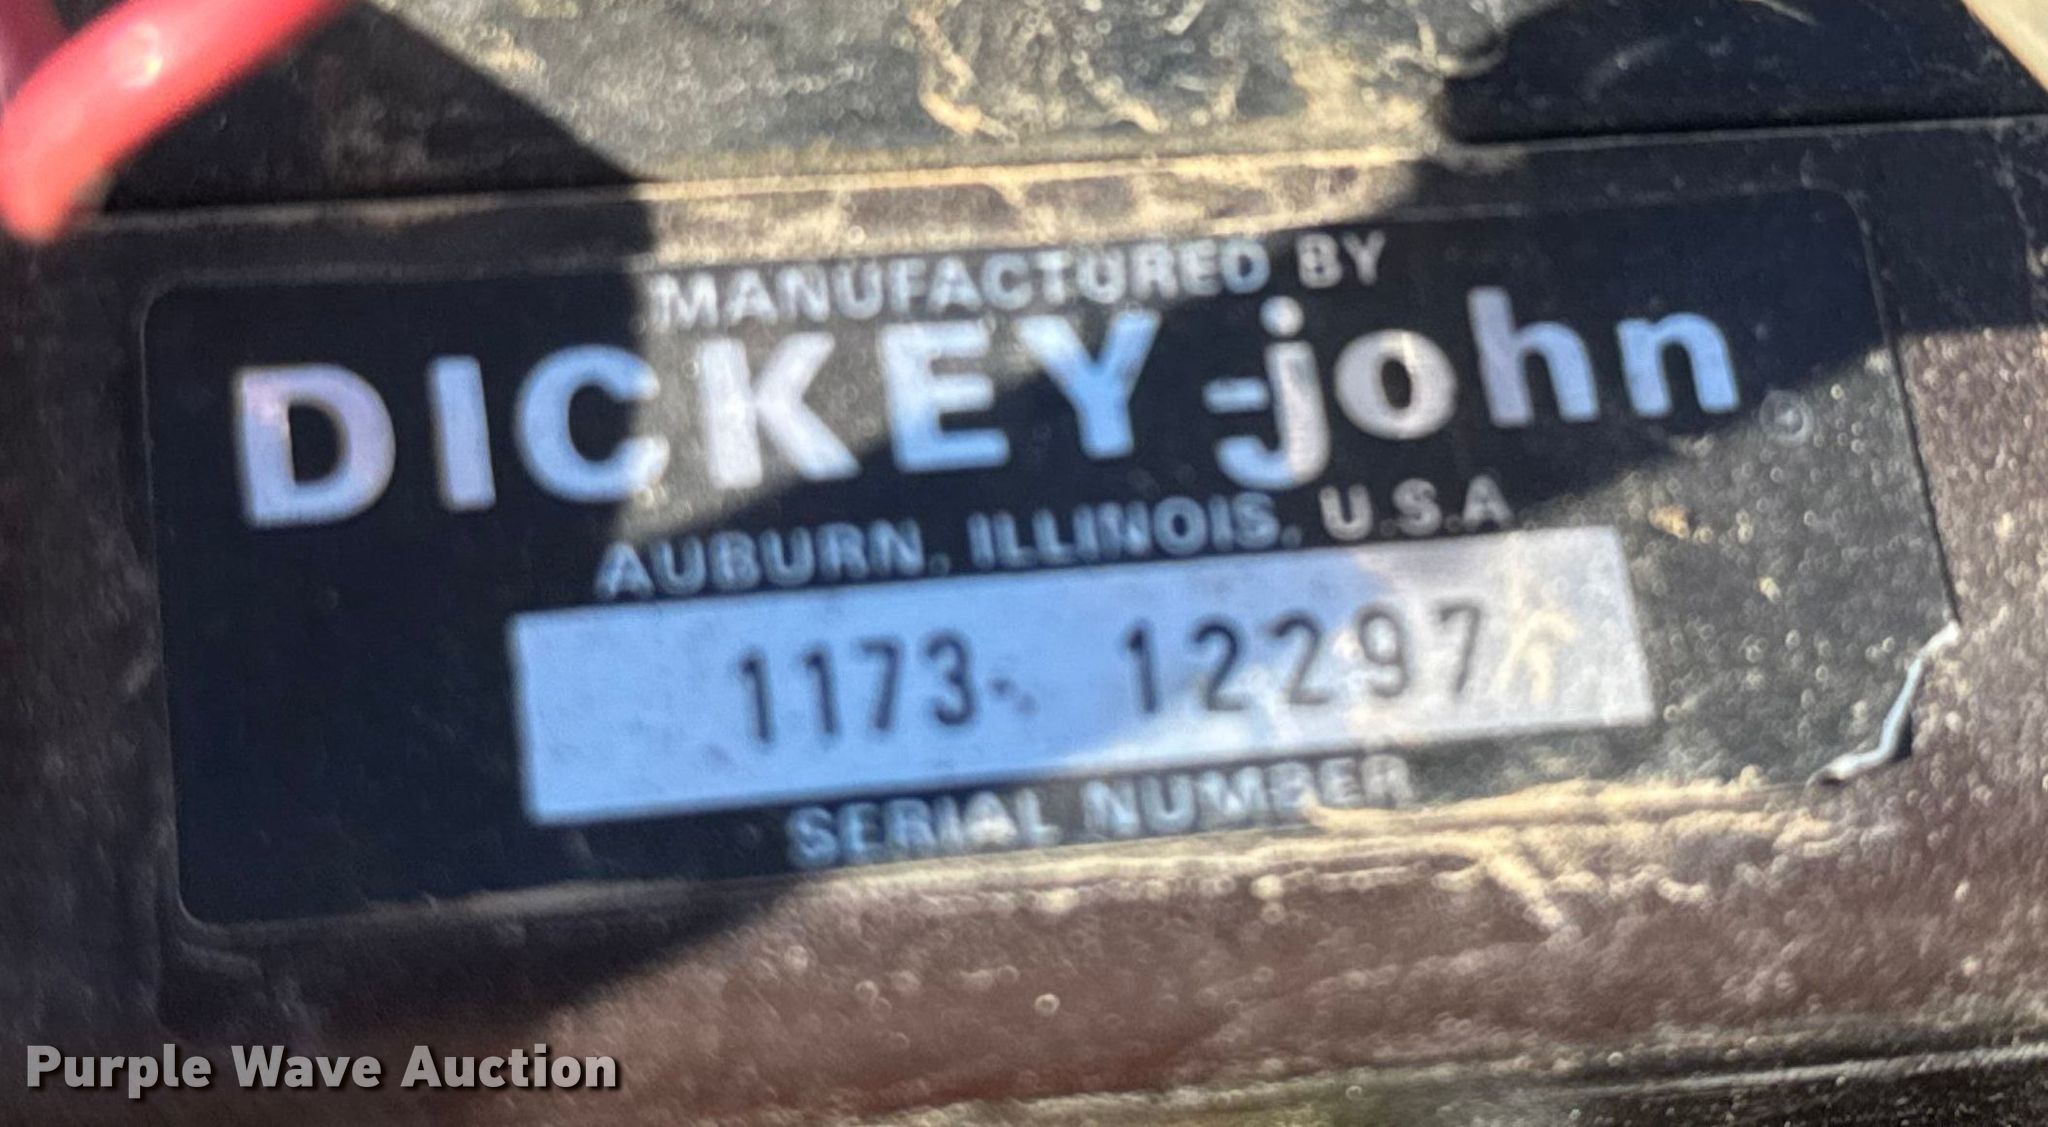 MANUFACTURED BY
DICKEY-john
AUBURN, ILLINOIS, U.S.A
1173- 12297
SERIAL NUMBER
Purple Wave Auction